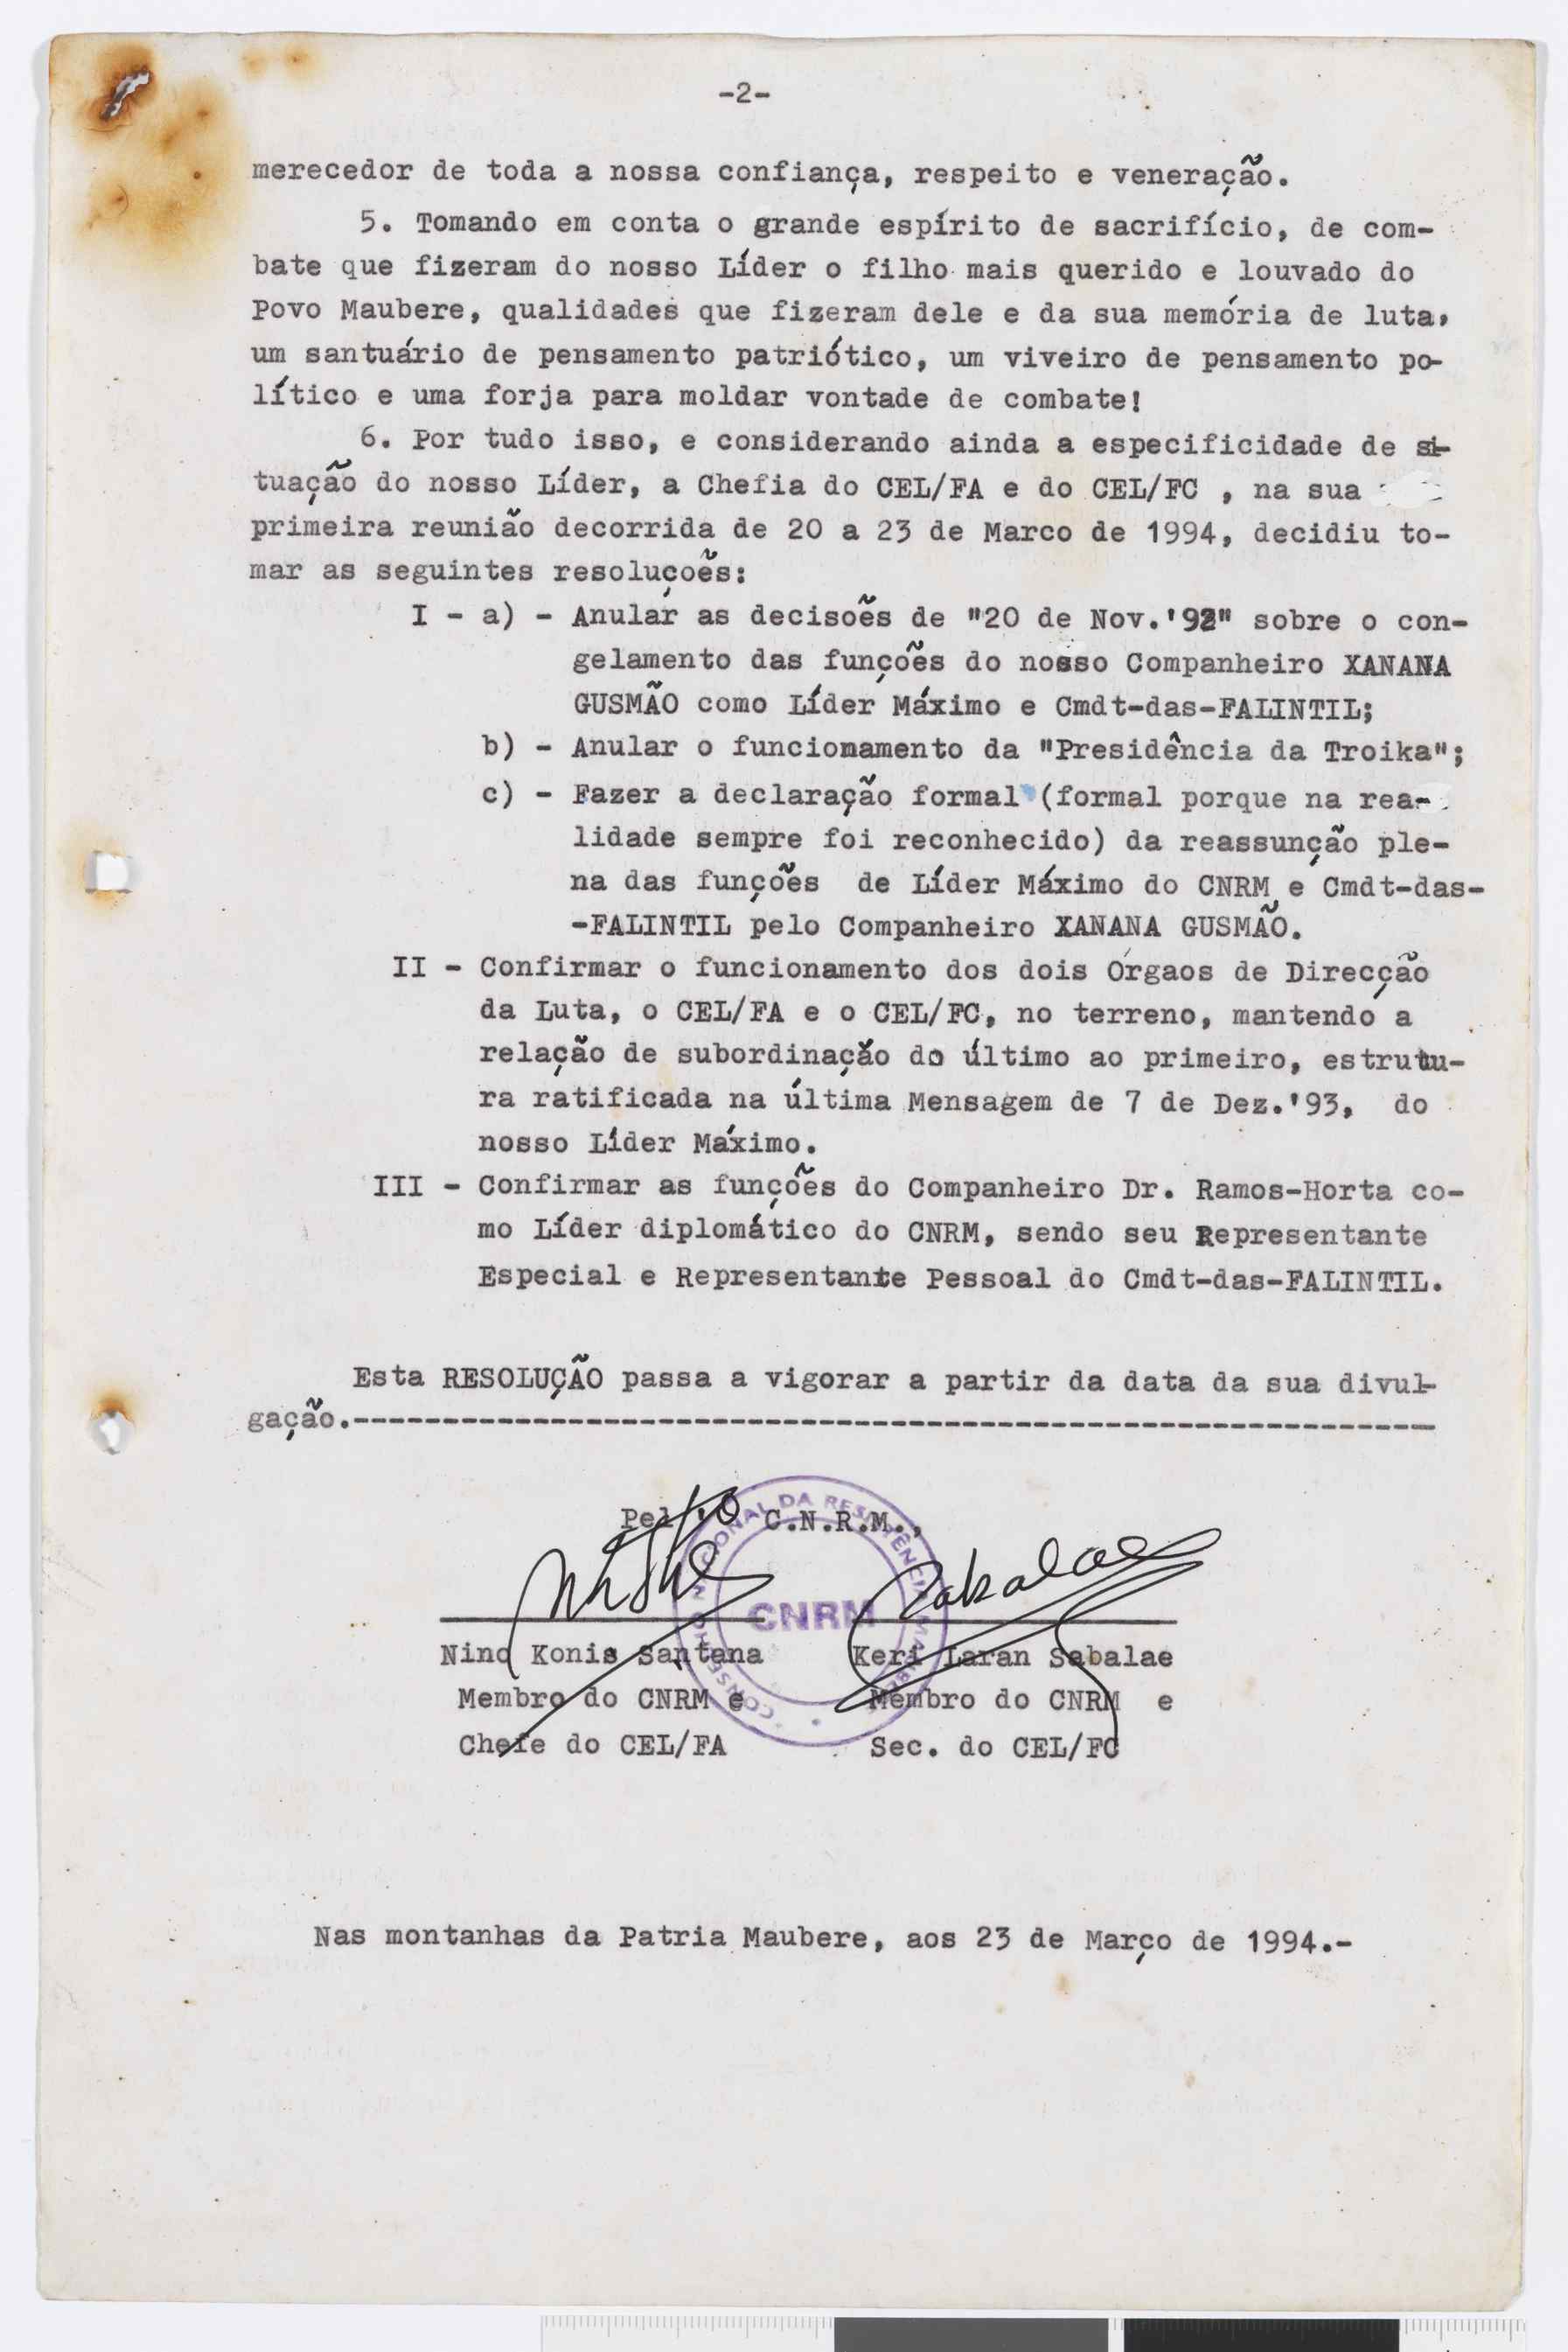 -2-
merecedor de toda a nossa confiança, respeito e veneração.
5. Tomando em conta o grande espírito de sacrifício, de com-
bate que fizeram do nosso Líder o filho mais querido e louvado do
Povo Maubere, qualidades que fizeram dele e da sua memória de luta,
um santuário de pensamento patriótico, um viveiro de pensamento po-
lítico e uma forja para moldar vontade de combate!
6. Por tudo isso, e considerando ainda a especificidade de si-
tuação do nosso Líder, a Chefia do CEL/FA e do CEL/FC , na sua
primeira reunião decorrida de 20 a 23 de Marco de 1994, decidiu to-
mar as seguintes resoluçoẽs:
I - a) - Anular as decisoẽs de "20 de Nov.'92" sobre o con-
gelamento das funções do nosso Companheiro XANANA
GUSMÃO como Líder Máximo e Cmdt-das-FALINTIL;
b) - Anular o funcionamento da "Presidência da Troika";
c) - Fazer a declaração formal (formal porque na rea-
lidade sempre foi reconhecido) da reassunção ple-
na das funções de Líder Máximo do CNRM e Cmdt-das-
-FALINTIL pelo Companheiro XANANA GUSMÃO.
II - Confirmar o funcionamento dos dois Órgaos de Direcção
da Luta, o CEL/FA e o CEL/FC, no terreno, mantendo a
relação de subordinação do último ao primeiro, estrutu-
ra ratificada na última Mensagem de 7 de Dez.'93, do
nosso Líder Máximo.
III - Confirmar as funções do Companheiro Dr. Ramos-Horta co-
mo Líder diplomático do CNRM, sendo seu Representante
Especial e Representante Pessoal do Cmdt-das-FALINTIL.
Esta RESOLUÇÃO passa a vigorar a partir da data da sua divul-
gação.-------------------------------------------------------------
Pel'o C.N.R.M.,
CONSELHO NACIONAL DA RESISTÊNCIA MAUBERE
CNRM
Sabalae
Nino Konis Santana Keri Laran Sabalae
Membro do CNRM e Membro do CNRM e
Chefe do CEL/FA Sec. do CEL/FC
Nas montanhas da Patria Maubere, aos 23 de Março de 1994.-